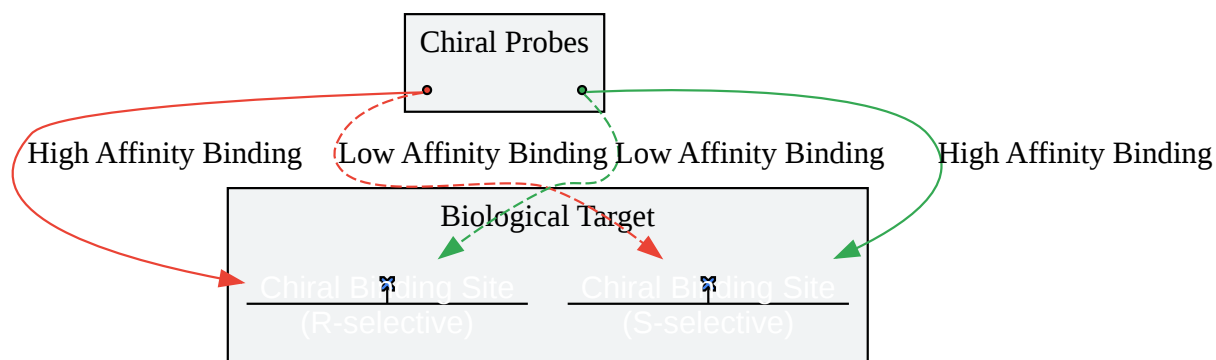 Chiral Probes
High Affinity Binding
Low Affinity Binding
Low Affinity Binding
High Affinity Binding
Biological Target
Chiral Binding Site
(R-selective)
Chiral Binding Site
(S-selective)